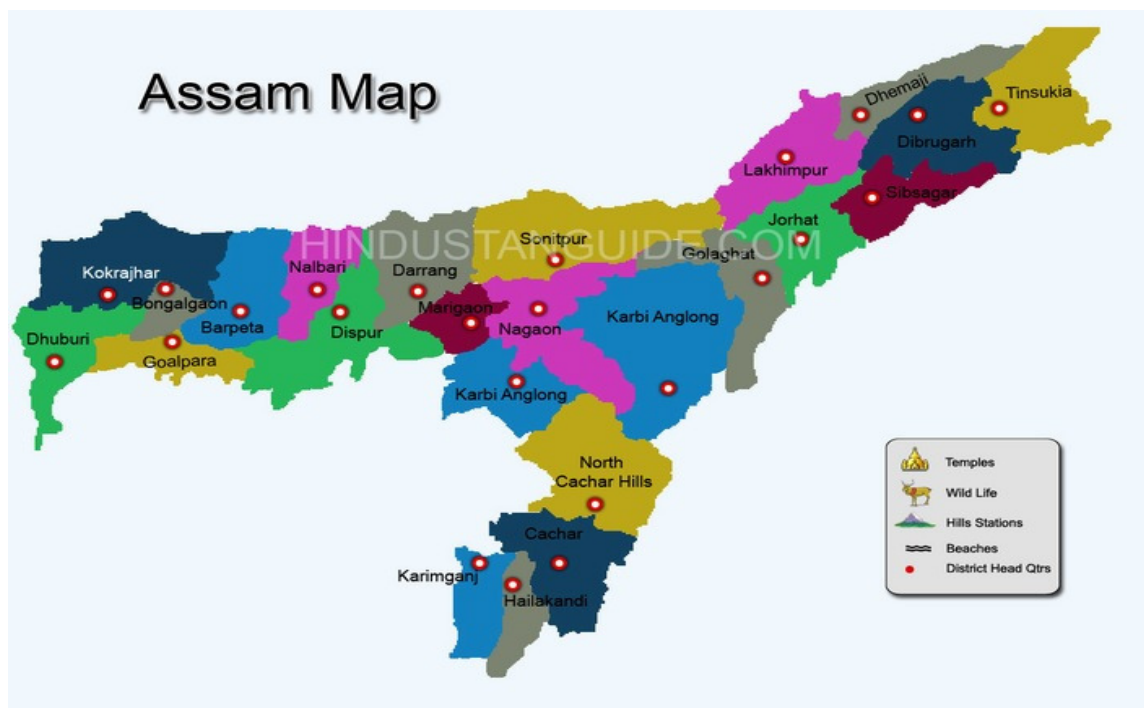 Assam Map
HINDUSTANGUIDE.COM
Dhemaji
Tinsukia
Dibrugarh
Lakhimpur
Sibsagar
Jorhat
Sonitpur
Golaghat
Kokrajhar
Nalbari
Darrang
Bongalgaon
Marigaon
Barpeta
Dispur
Nagaon
Karbi Anglong
Dhuburi
Goalpara
Karbi Anglong
North
Cachar Hills
Cachar
Karimganj
Hailakandi
Temples
Wild Life
Hills Stations
Beaches
District Head Qtrs